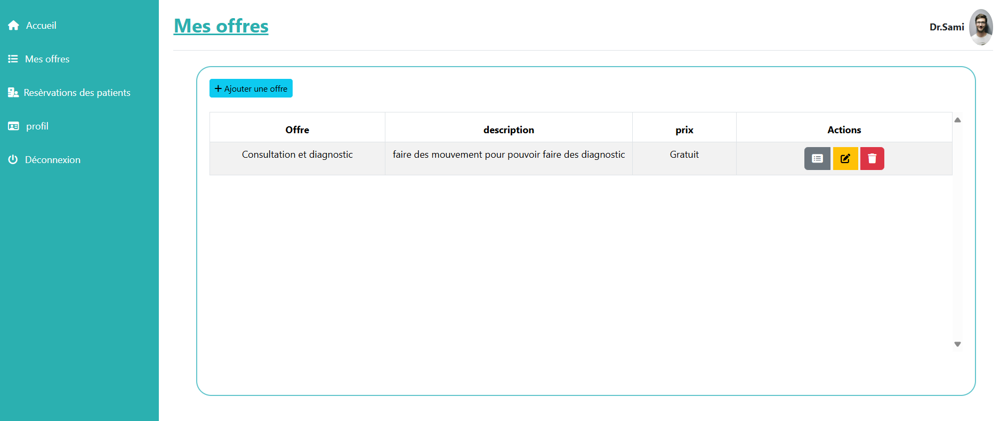 Accueil
Mes offres
Resèrvations des patients
profil
Déconnexion
Mes offres
Dr.Sami
Ajouter une offre
Offre description prix Actions
Consultation et diagnostic faire des mouvement pour pouvoir faire des diagnostic Gratuit